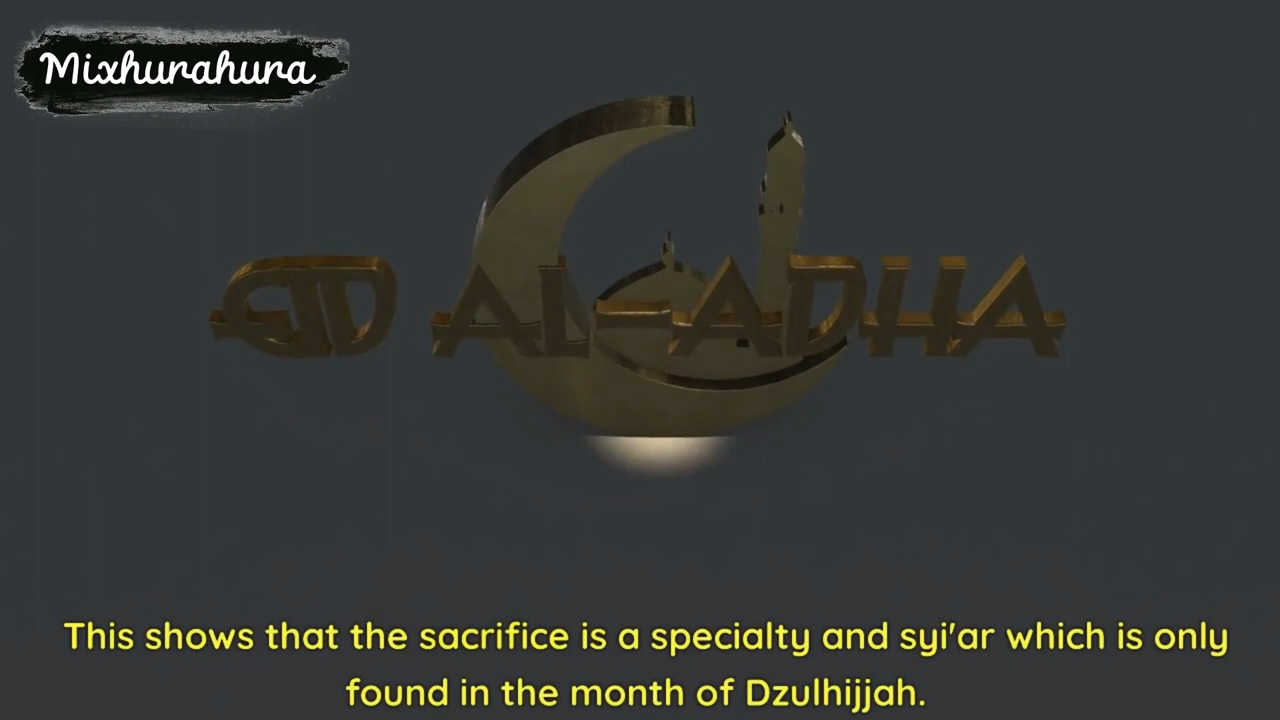 Mixhurahura
EID AL-ADHA
This shows that the sacrifice is a specialty and syi'ar which is only
found in the month of Dzulhijjah.